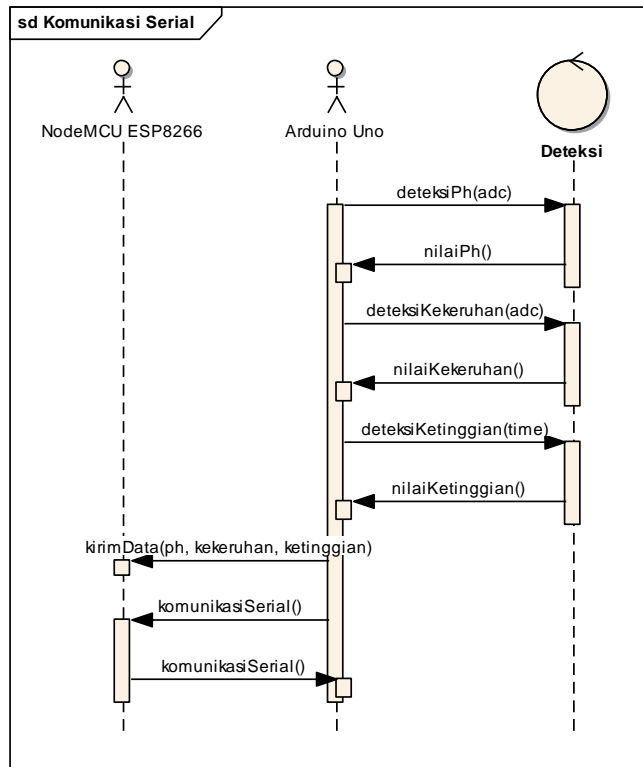 sd Komunikasi Serial
NodeMCU ESP8266
Arduino Uno
Deteksi
deteksiPh(adc)
nilaiPh()
deteksiKekeruhan(adc)
nilaiKekeruhan()
deteksiKetinggian(time)
nilaiKetinggian()
kirimData(ph, kekeruhan, ketinggian)
komunikasiSerial()
komunikasiSerial()